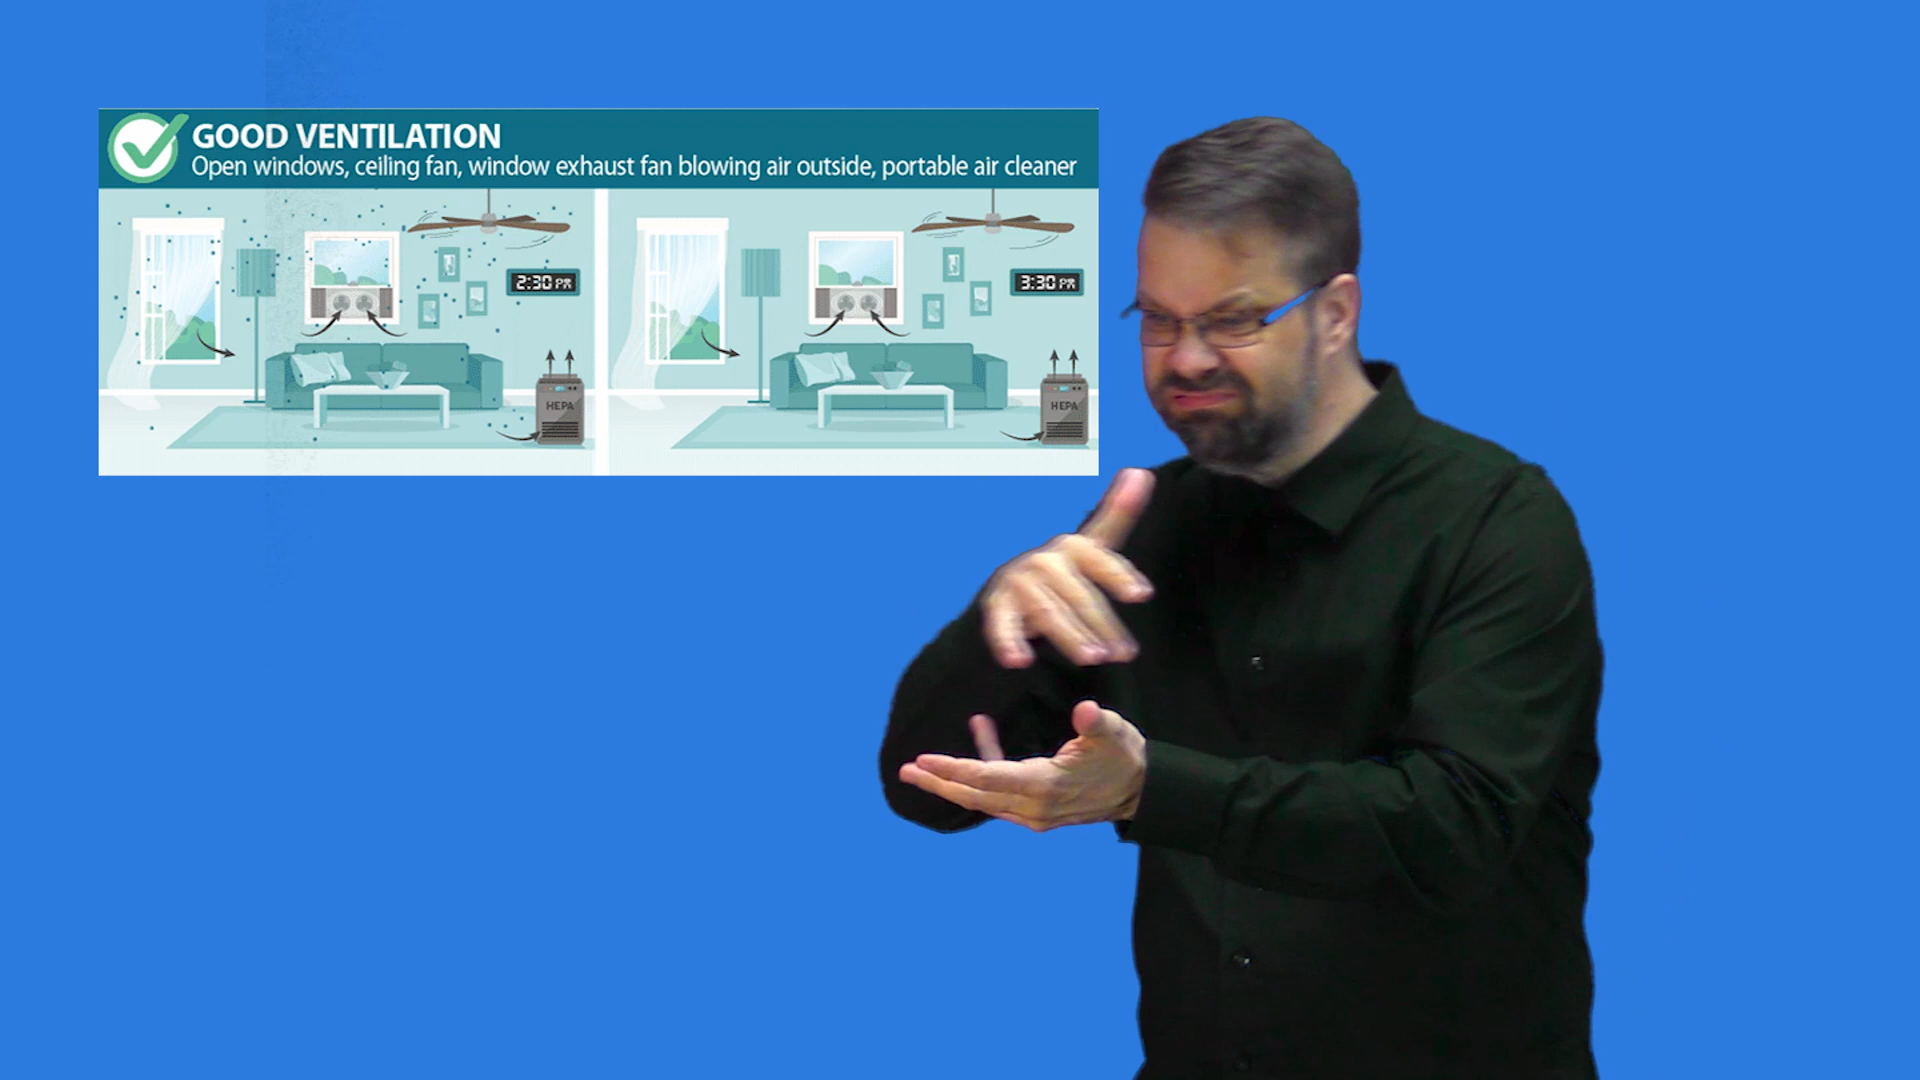 GOOD VENTILATION
Open windows, ceiling fan, window exhaust fan blowing air outside, portable air cleaner
2:30 PM
3:30 PM
HEPA
HEPA